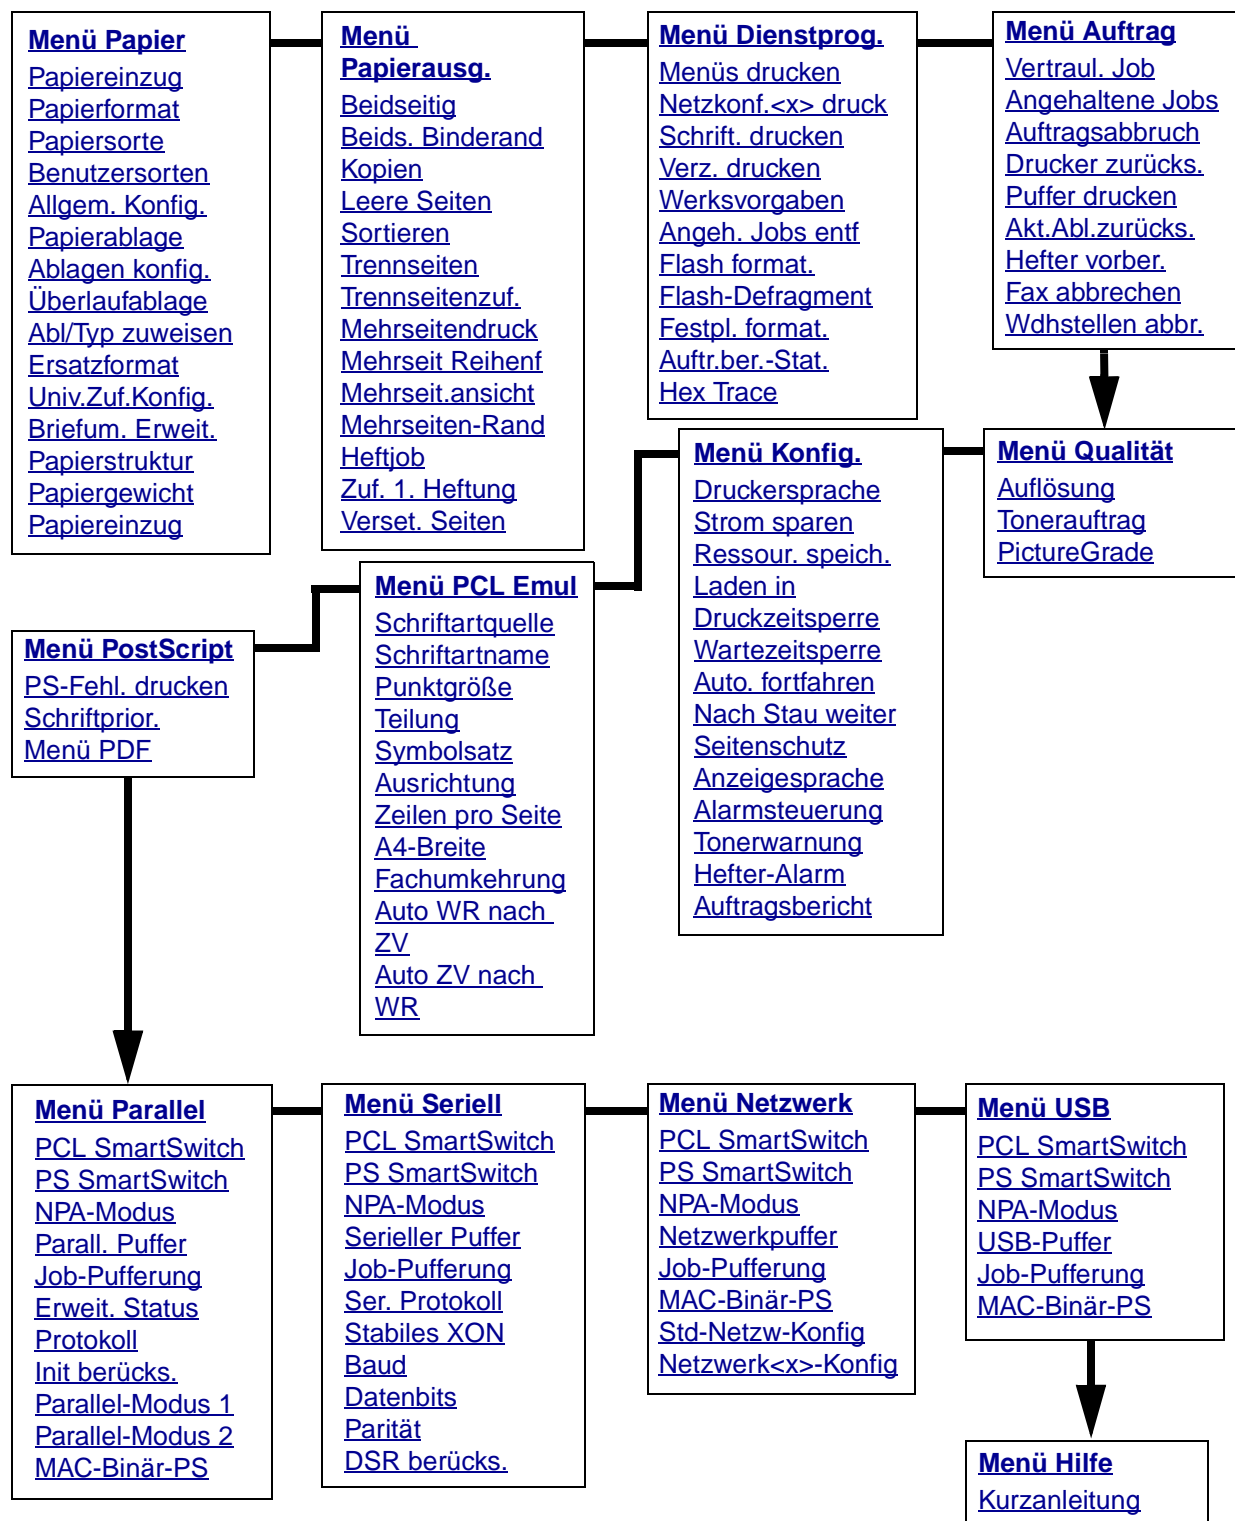 Menü Papier
Papiereinzug
Papierformat
Papiersorte
Benutzersorten
Allgem. Konfig.
Papierablage
Ablagen konfig.
Überlaufablage
Abl/Typ zuweisen
Ersatzformat
Univ.Zuf.Konfig.
Briefum. Erweit.
Papierstruktur
Papiergewicht
Papiereinzug
Menü
Papierausg.
Beidseitig
Beids. Binderand
Kopien
Leere Seiten
Sortieren
Trennseiten
Trennseitenzuf.
Mehrseitendruck
Mehrseit Reihenf
Mehrseit.ansicht
Mehrseiten-Rand
Heftjob
Zuf. 1. Heftung
Verset. Seiten
Menü Dienstprog.
Menüs drucken
Netzkonf.<x> druck
Schrift. drucken
Verz. drucken
Werksvorgaben
Angeh. Jobs entf
Flash format.
Flash-Defragment
Festpl. format.
Auftr.ber.-Stat.
Hex Trace
Menü Auftrag
Vertraul. Job
Angehaltene Jobs
Auftragsabbruch
Drucker zurücks.
Puffer drucken
Akt.Abl.zurücks.
Hefter vorber.
Fax abbrechen
Wdhstellen abbr.
Menü Qualität
Auflösung
Tonerauftrag
PictureGrade
Menü Konfig.
Druckersprache
Strom sparen
Ressour. speich.
Laden in
Druckzeitsperre
Wartezeitsperre
Auto. fortfahren
Nach Stau weiter
Seitenschutz
Anzeigesprache
Alarmsteuerung
Tonerwarnung
Hefter-Alarm
Auftragsbericht
Menü PCL Emul
Schriftartquelle
Schriftartname
Punktgröße
Teilung
Symbolsatz
Ausrichtung
Zeilen pro Seite
A4-Breite
Fachumkehrung
Auto WR nach
ZV
Auto ZV nach
WR
Menü PostScript
PS-Fehl. drucken
Schriftprior.
Menü PDF
Menü Parallel
PCL SmartSwitch
PS SmartSwitch
NPA-Modus
Parall. Puffer
Job-Pufferung
Erweit. Status
Protokoll
Init berücks.
Parallel-Modus 1
Parallel-Modus 2
MAC-Binär-PS
Menü Seriell
PCL SmartSwitch
PS SmartSwitch
NPA-Modus
Serieller Puffer
Job-Pufferung
Ser. Protokoll
Stabiles XON
Baud
Datenbits
Parität
DSR berücks.
Menü Netzwerk
PCL SmartSwitch
PS SmartSwitch
NPA-Modus
Netzwerkpuffer
Job-Pufferung
MAC-Binär-PS
Std-Netzw-Konfig
Netzwerk<x>-Konfig
Menü USB
PCL SmartSwitch
PS SmartSwitch
NPA-Modus
USB-Puffer
Job-Pufferung
MAC-Binär-PS
Menü Hilfe
Kurzanleitung